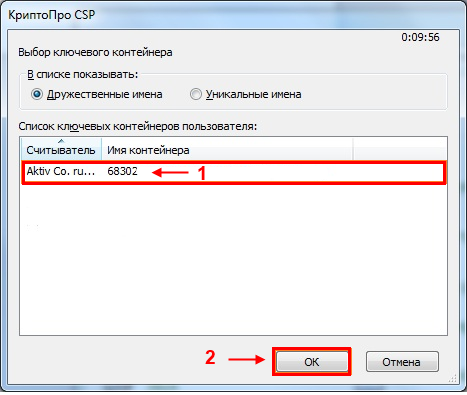 КриптоПро CSP
0:09:56
Выбор ключевого контейнера
В списке показывать:
Дружественные имена Уникальные имена
Список ключевых контейнеров пользователя:
Считыватель Имя контейнера
Aktiv Co. ru... 68302 1
2 ОК Отмена